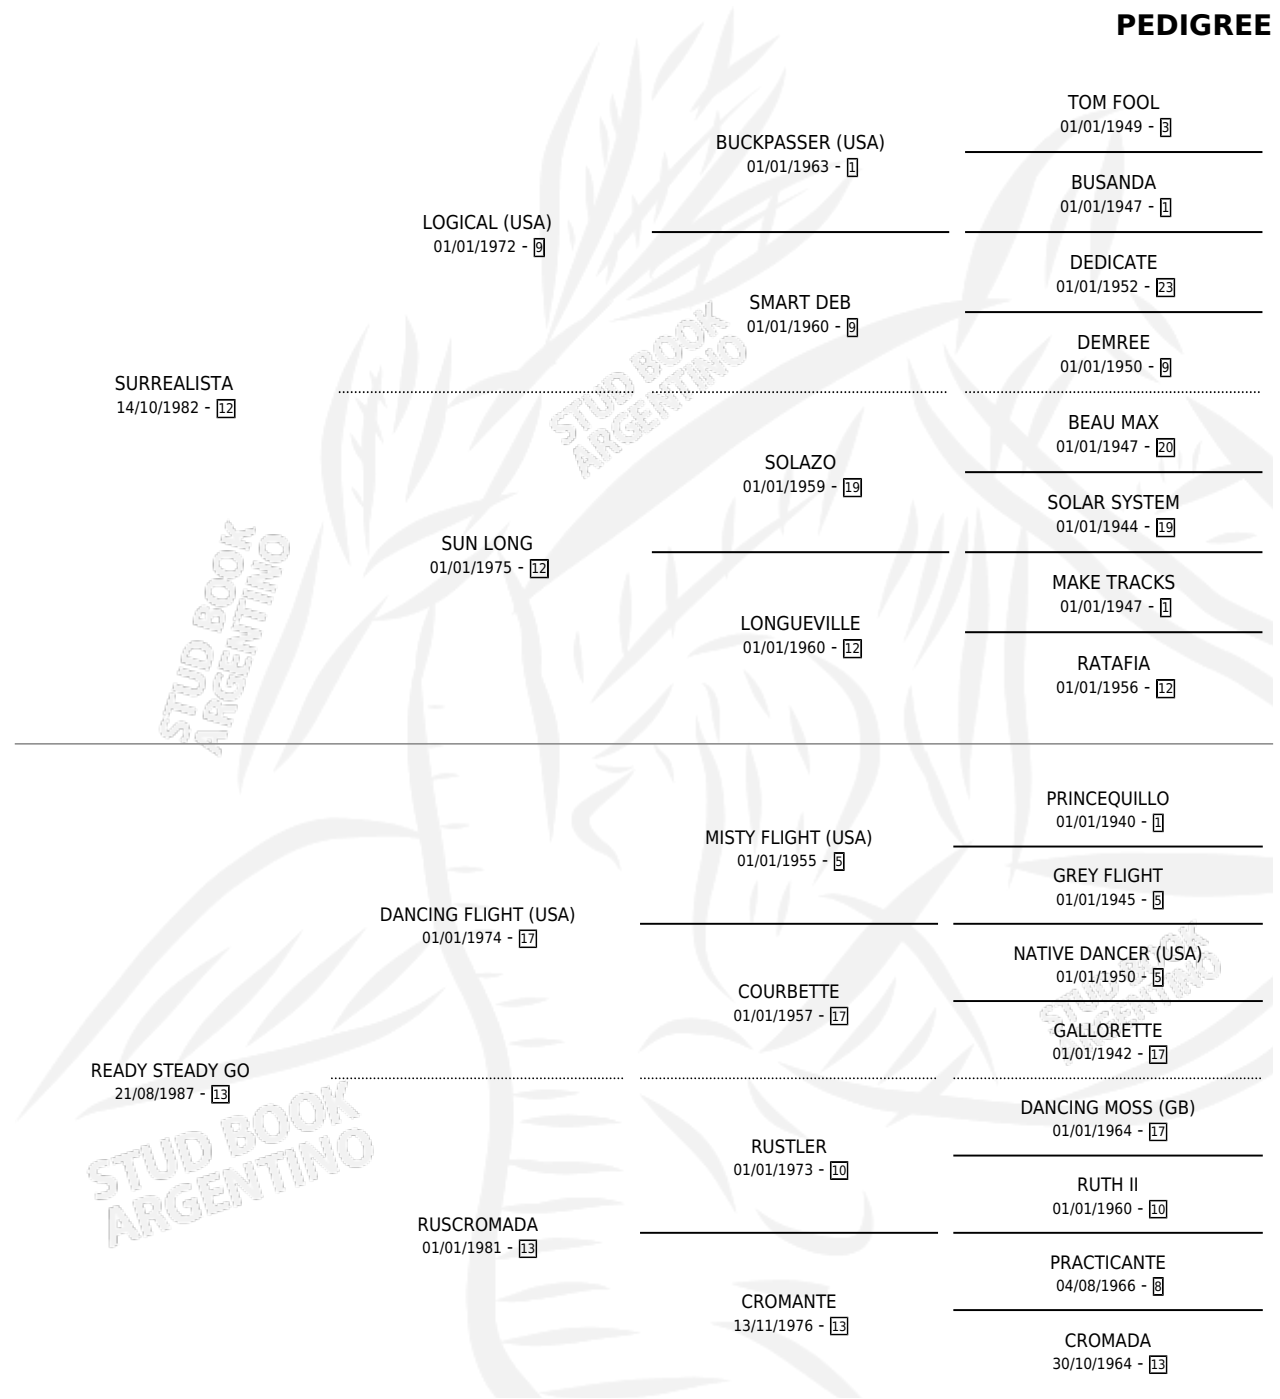 PEDIGREE
TOM FOOL
01/01/1949 - 3
BUCKPASSER (USA)
01/01/1963 - 1
BUSANDA
01/01/1947 - 1
LOGICAL (USA)
01/01/1972 - 9
DEDICATE
01/01/1952 - 23
SMART DEB
01/01/1960 - 9
DEMREE
01/01/1950 - 9
SURREALISTA
14/10/1982 - 12
BEAU MAX
01/01/1947 - 20
SOLAZO
01/01/1959 - 19
SOLAR SYSTEM
01/01/1944 - 19
SUN LONG
01/01/1975 - 12
MAKE TRACKS
01/01/1947 - 1
LONGUEVILLE
01/01/1960 - 12
RATAFIA
01/01/1956 - 12
PRINCEQUILLO
01/01/1940 - 1
MISTY FLIGHT (USA)
01/01/1955 - 5
GREY FLIGHT
01/01/1945 - 5
DANCING FLIGHT (USA)
01/01/1974 - 17
NATIVE DANCER (USA)
01/01/1950 - 5
COURBETTE
01/01/1957 - 17
GALLORETTE
01/01/1942 - 17
READY STEADY GO
21/08/1987 - 13
DANCING MOSS (GB)
01/01/1964 - 17
RUSTLER
01/01/1973 - 10
RUTH II
01/01/1960 - 10
RUSCROMADA
01/01/1981 - 13
PRACTICANTE
04/08/1966 - 8
CROMANTE
13/11/1976 - 13
CROMADA
30/10/1964 - 13
STUD BOOK
ARGENTINO
STUD BOOK
ARGENTINO
STUD BOOK
ARGENTINO
STUD BOOK
ARGENTINO